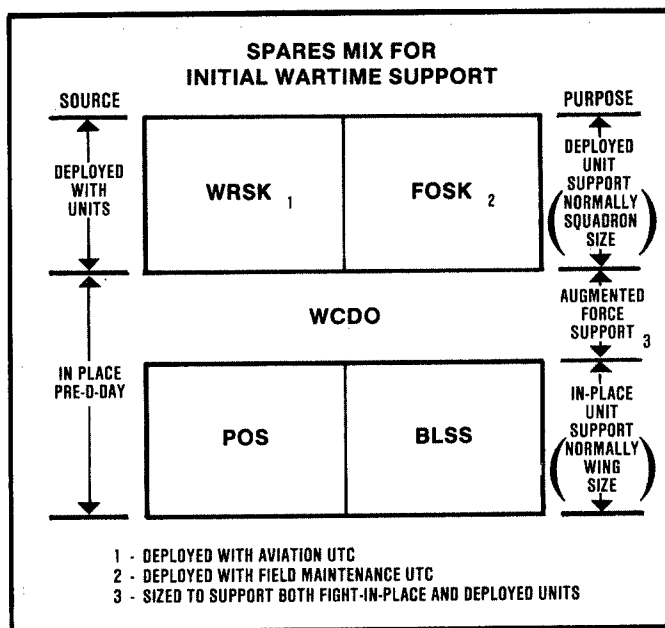 SPARES MIX FOR
INITIAL WARTIME SUPPORT
SOURCE
PURPOSE
DEPLOYED
WITH
UNITS
WRSK 1
FOSK 2
DEPLOYED
UNIT
SUPPORT
(NORMALLY
SQUADRON
SIZE)
IN PLACE
PRE-D-DAY
WCDO
AUGMENTED
FORCE
SUPPORT 3
POS
BLSS
IN-PLACE
UNIT
SUPPORT
(NORMALLY
WING
SIZE)
1 - DEPLOYED WITH AVIATION UTC
2 - DEPLOYED WITH FIELD MAINTENANCE UTC
3 - SIZED TO SUPPORT BOTH FIGHT-IN-PLACE AND DEPLOYED UNITS